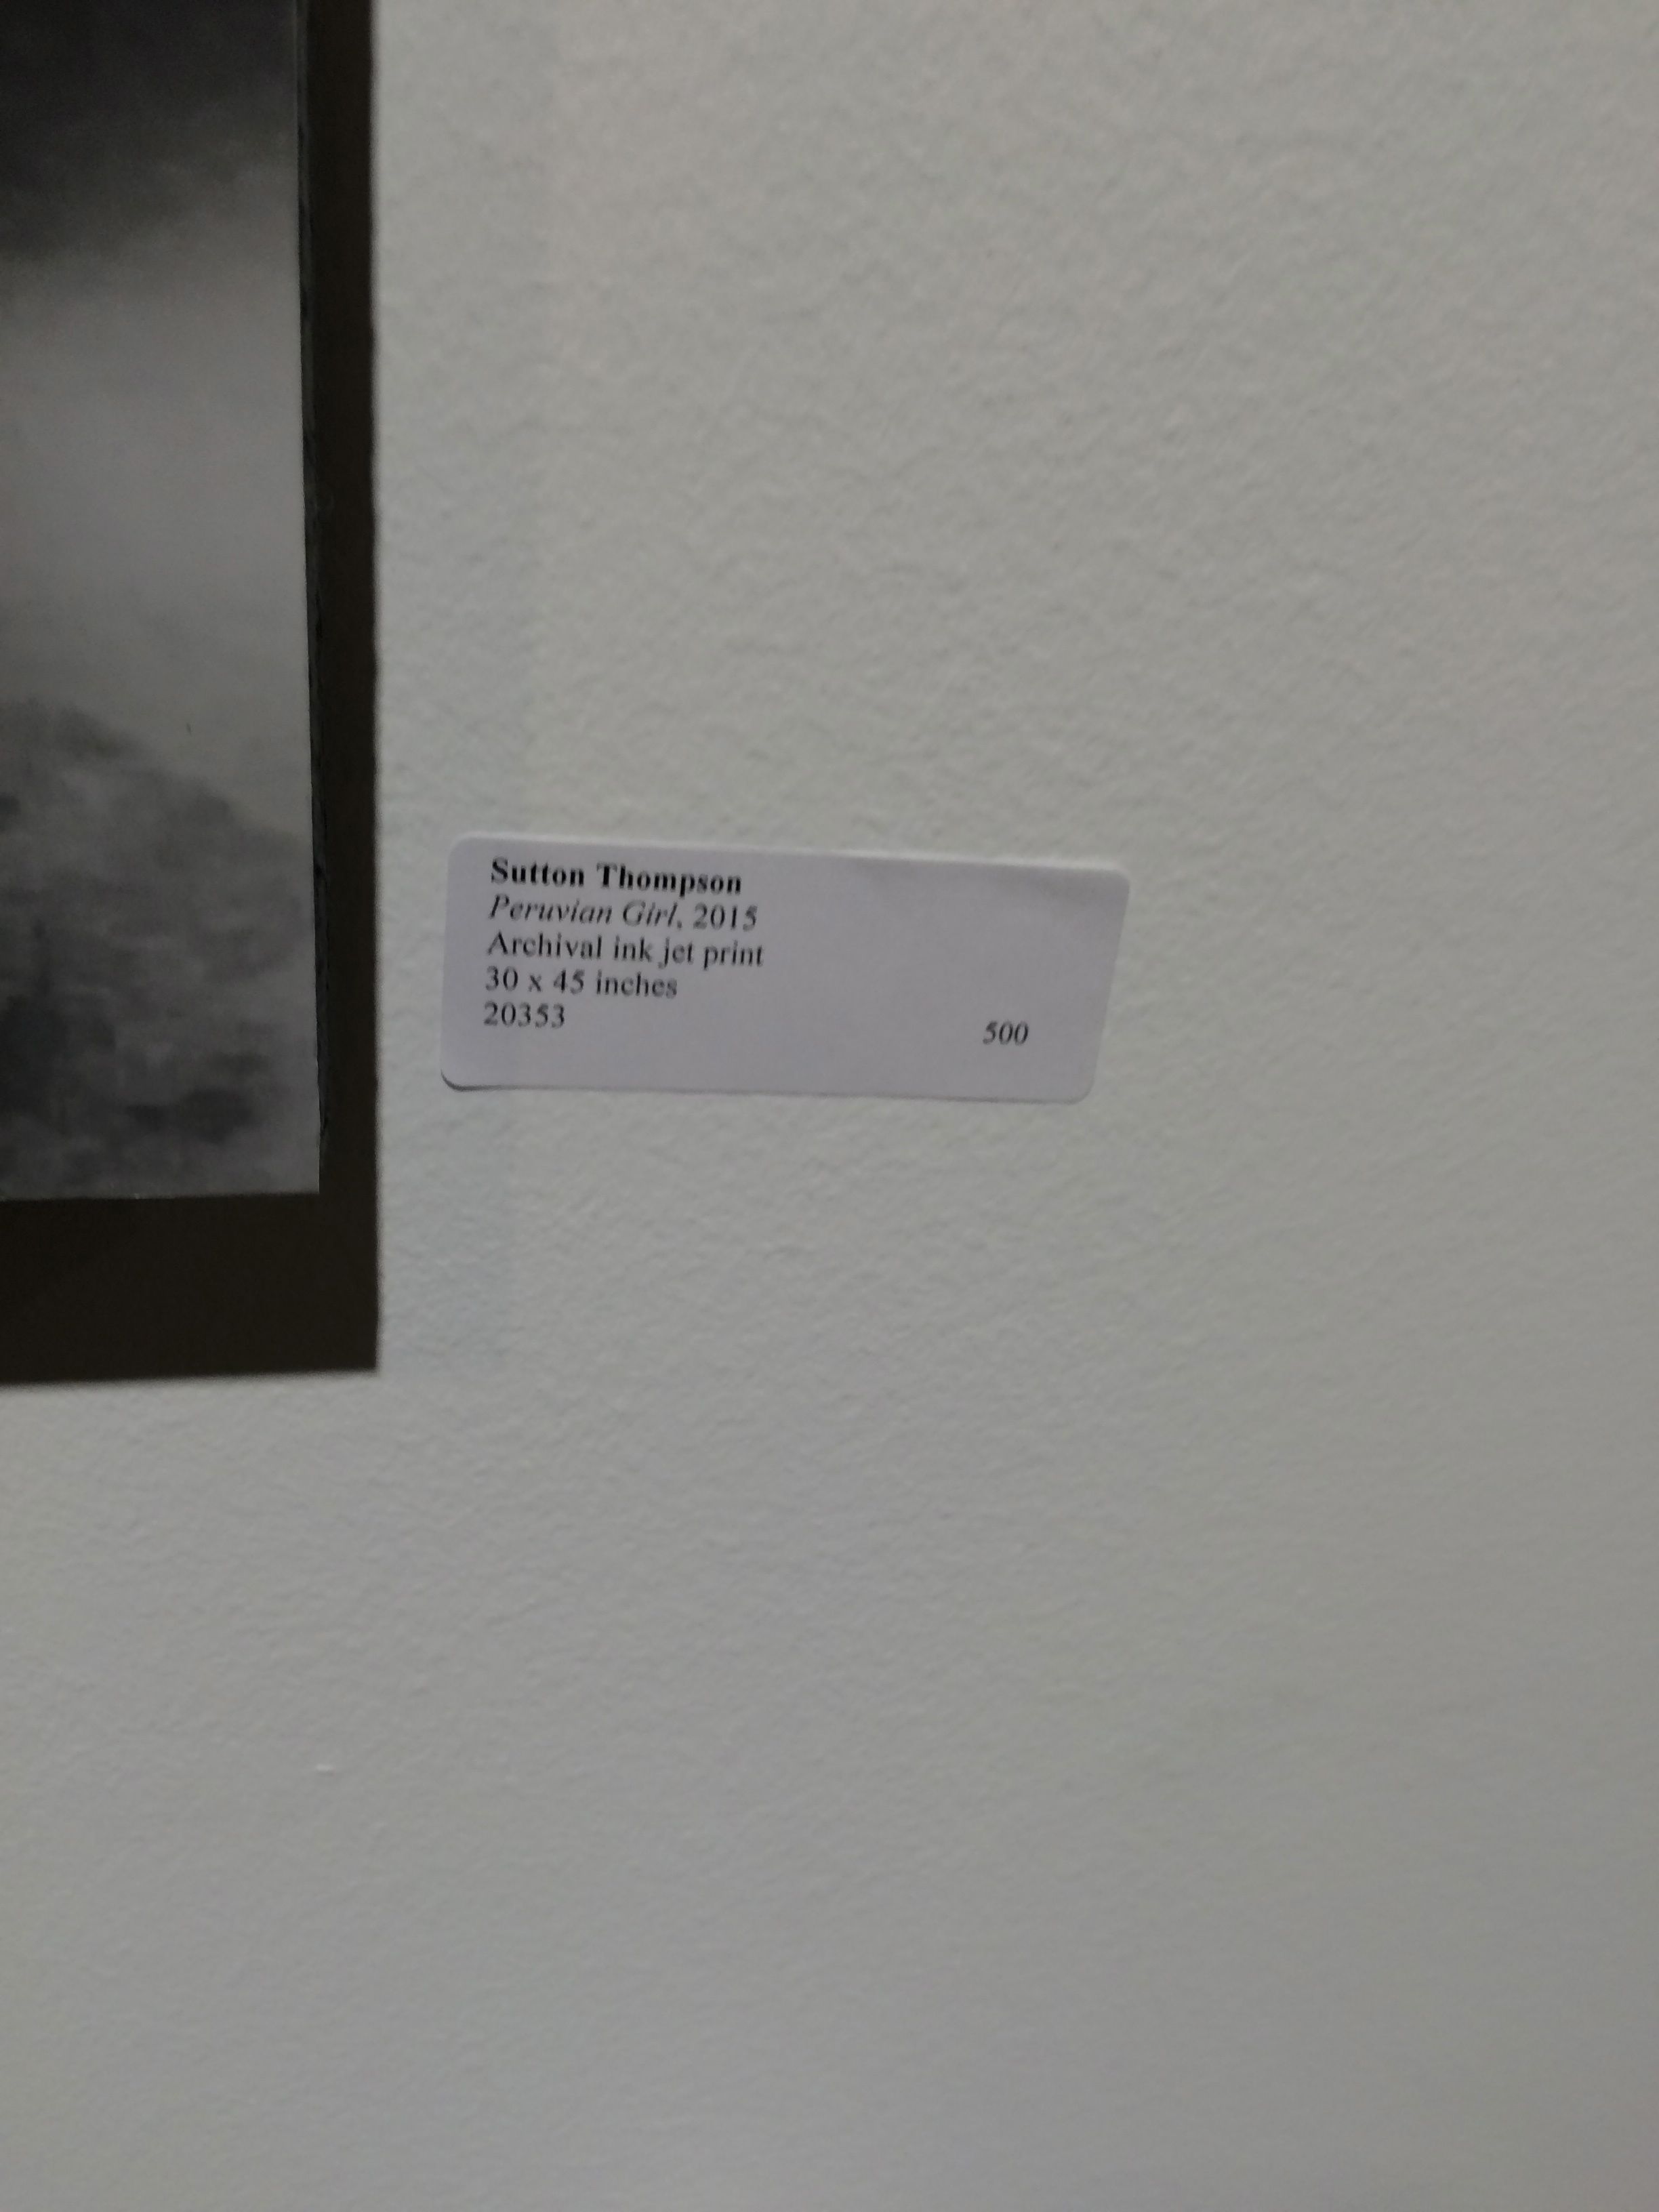 Sutton Thompson
Peruvian Girl, 2015
Archival ink jet print
30 x 45 inches
20353
500